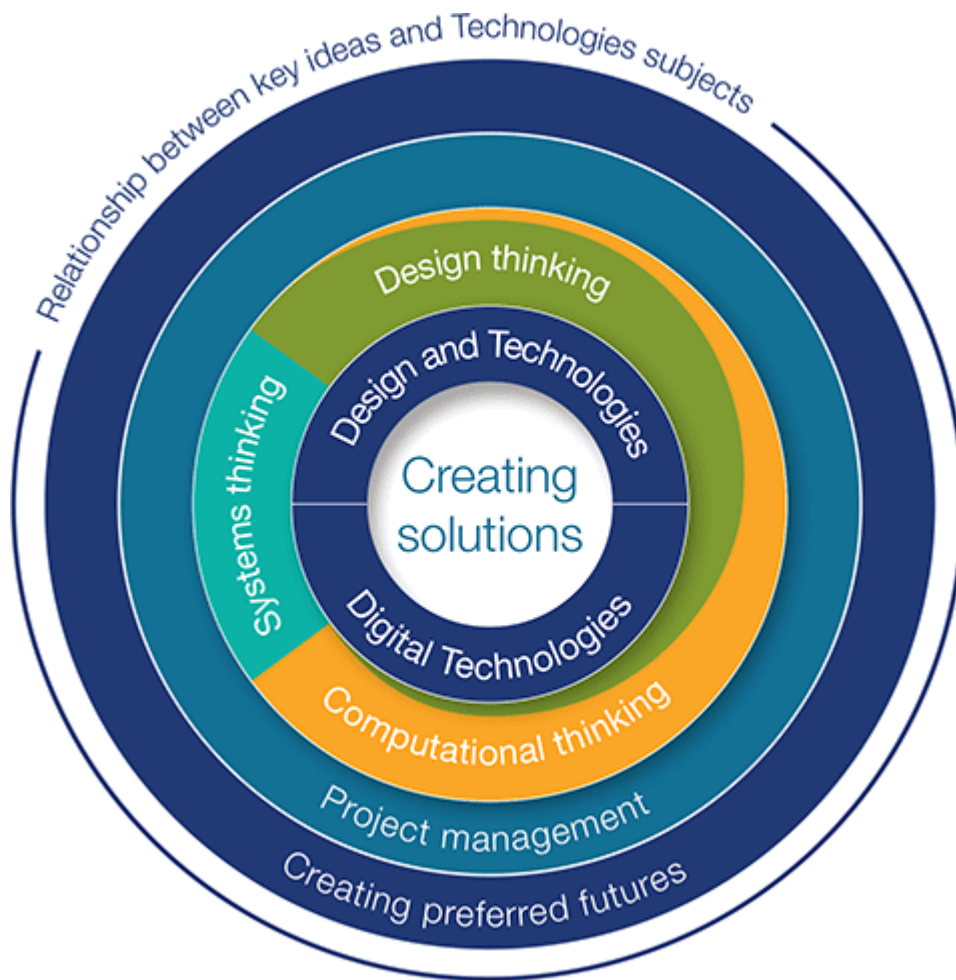 Relationship between key ideas and Technologies subjects
Design thinking
Design and Technologies
Systems thinking
Creating
solutions
Digital Technologies
Computational thinking
Project management
Creating preferred futures